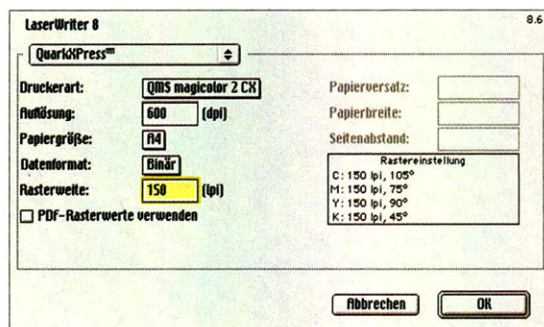 LaserWriter 8
8.6
QuarkXPress™
Druckerart: QMS magicolor 2 CX
Auflösung: 600 (dpi)
Papiergröße: A4
Datenformat: Binär
Rasterweite: 150 (lpi)
PDF-Rasterwerte verwenden
Papierversatz:
Papierbreite:
Seitenabstand:
Rastereinstellung
C: 150 lpi, 105°
M: 150 lpi, 75°
Y: 150 lpi, 90°
K: 150 lpi, 45°
Abbrechen
OK